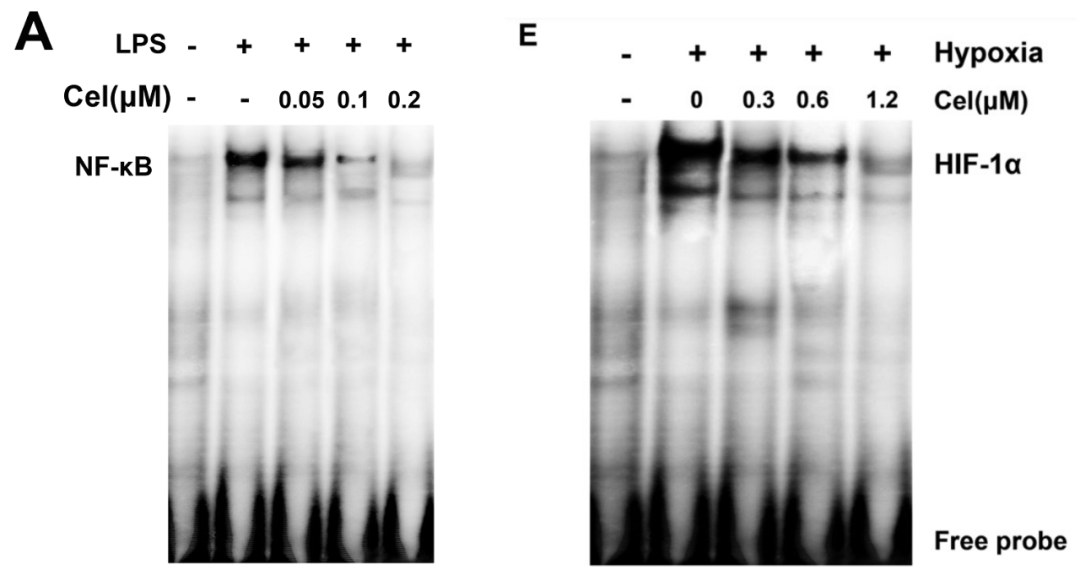 A
LPS - + + + +
Cel(μM) - - 0.05 0.1 0.2
NF-κB
E
- + + + + Hypoxia
- 0 0.3 0.6 1.2 Cel(μM)
HIF-1α
Free probe